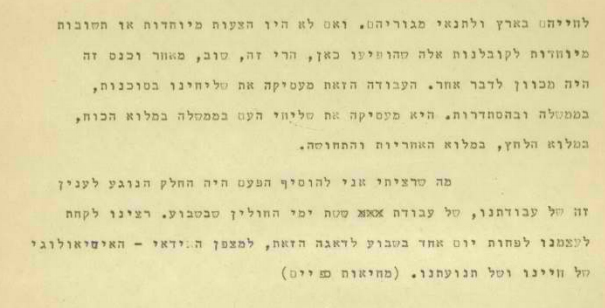 לחייהם בארץ ולתנאי מגוריהם. ואם לא היו הצעות מיוחדות או תשובות
מיוחדות לקובלנות אלה שהופיעו כאן, הרי זה, שוב, מאחר וכנס זה
היה מכוון לדבר אחר. העבודה הזאת מעסיקה את שליחינו בסוכנות,
בממשלה ובהסתדרות. היא מעסיקה את שליחי העם בממשלה במלוא הכוח,
במלוא הלחץ, במלוא האחריות והתחושה.
מה שרציתי אני להוסיף הפעם היה החלק הנוגע לענין
זה של עבודתנו, של עבודת xxx ששת ימי החולין שבשבוע. רצינו לקחת
לעצמנו לפחות יום אחד בשבוע לדאגה הזאת, למצפן האידאי - האידיאולוגי
של חיינו ושל תנועתנו. (מחיאות כפיים)